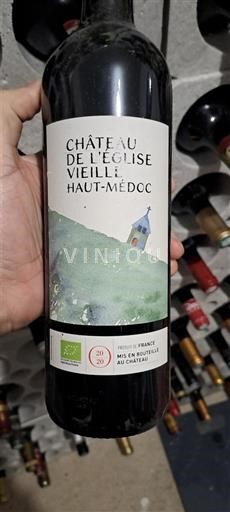 CHÂTEAU
DE L'ÉGLISE
VIEILLE
HAUT-MÉDOC
VINIOU
20
20
PRODUIT DE FRANCE
MIS EN BOUTEILLE
AU CHÂTEAU